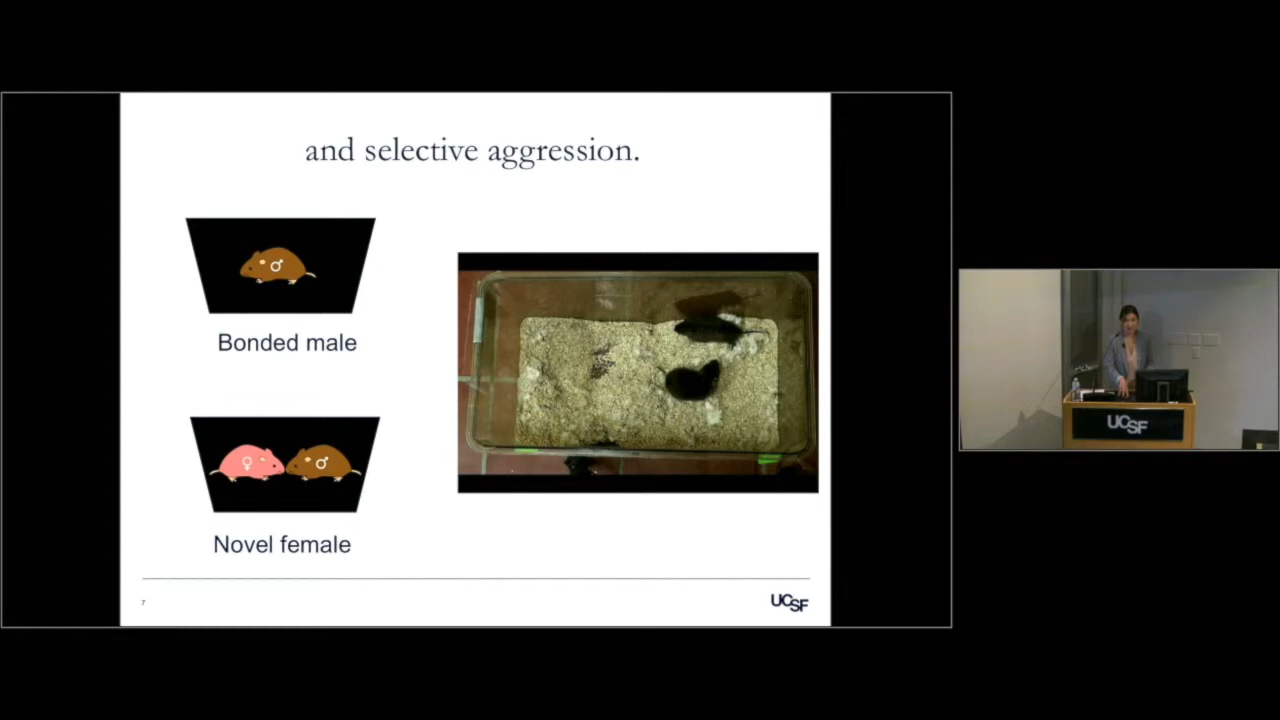 and selective aggression.
♂
Bonded male
♀ ♂
Novel female
7
UCSF
UCSF